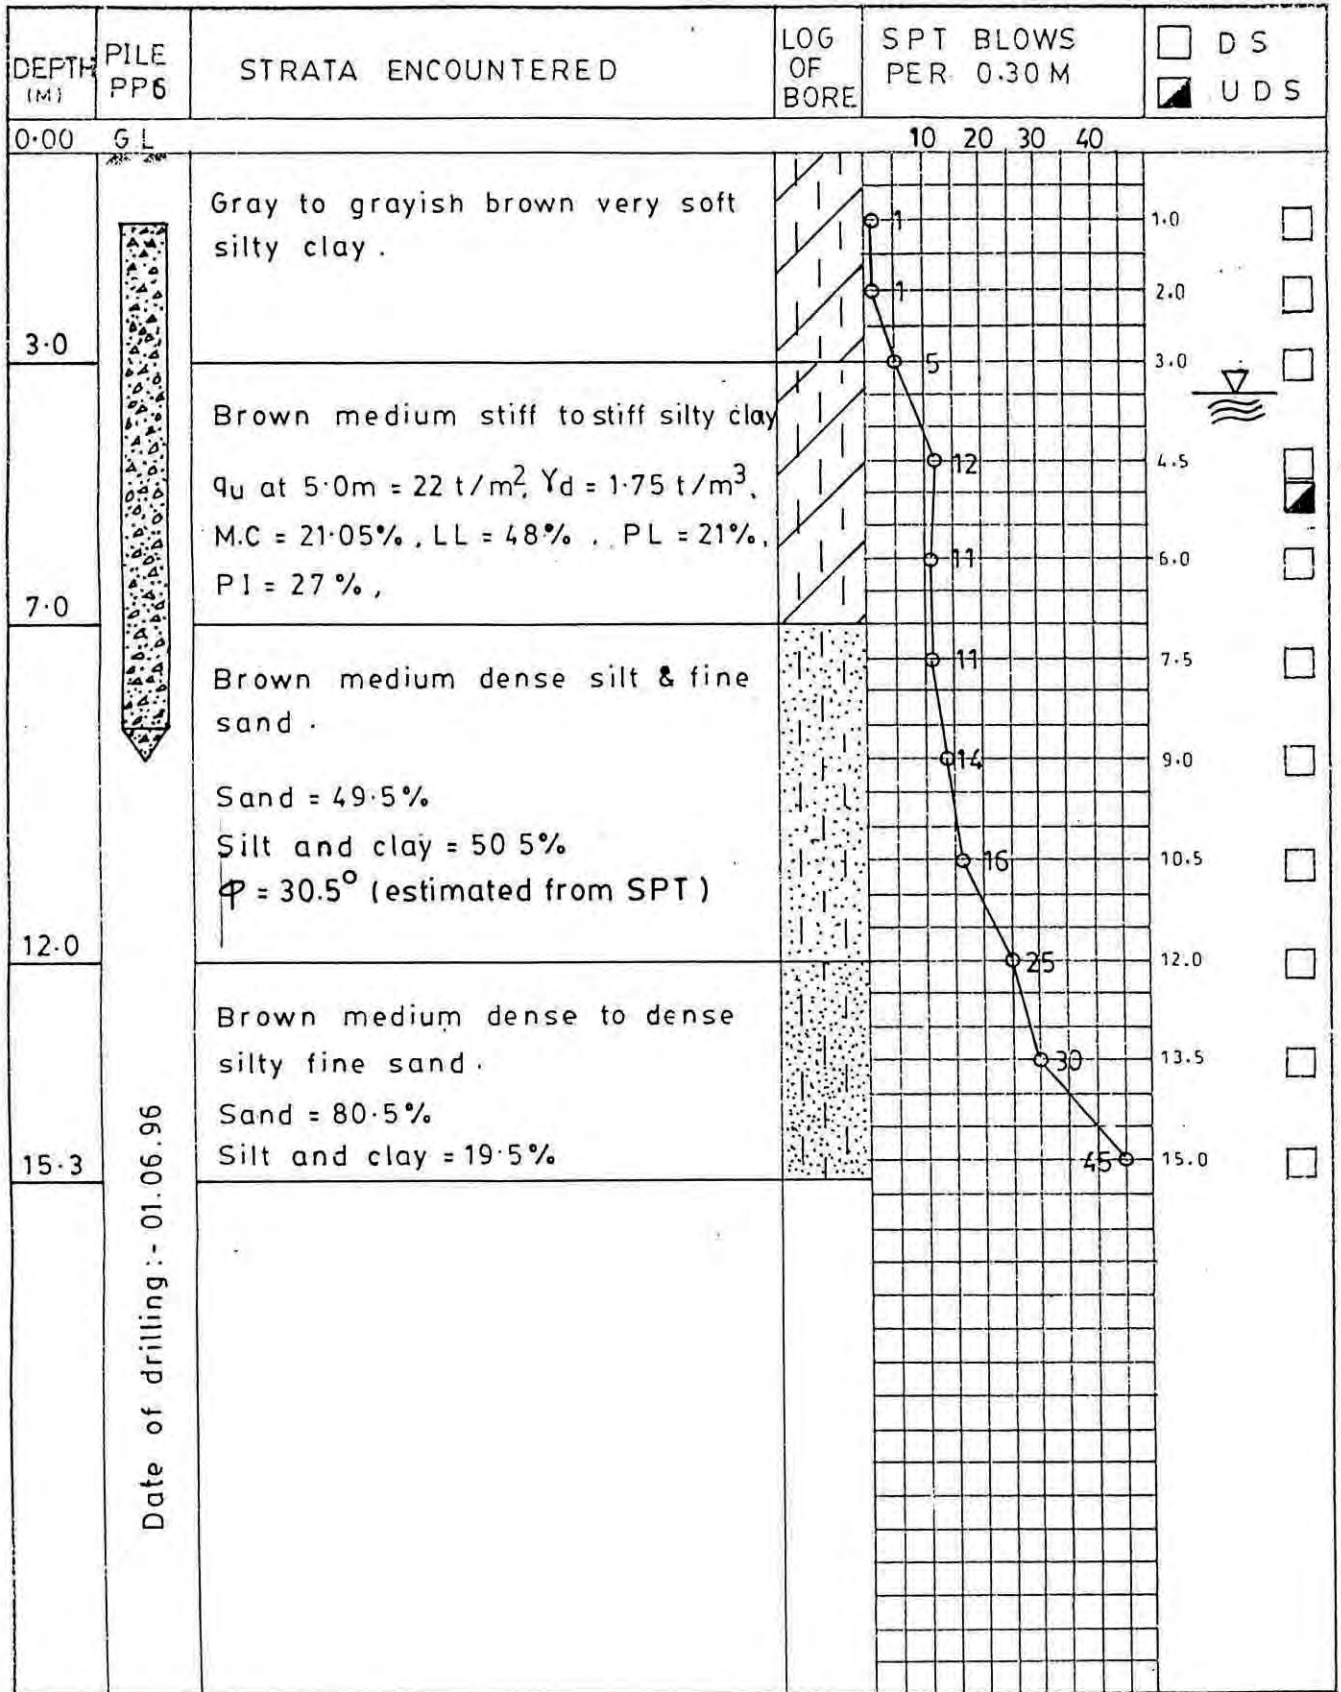 DEPTH (M)
PILE PP6
STRATA ENCOUNTERED
LOG OF BORE
SPT BLOWS PER 0.30 M
DS
UDS
0·00
GL
10 20 30 40
Gray to grayish brown very soft
silty clay.
3·0
Brown medium stiff to stiff silty clay
qu at 5·0m = 22 t/m², γd = 1·75 t/m³,
M.C = 21·05%, LL = 48%, PL = 21%,
PI = 27%,
7·0
Brown medium dense silt & fine
sand.
Sand = 49·5%
Silt and clay = 50 5%
φ = 30.5° (estimated from SPT)
12·0
Brown medium dense to dense
silty fine sand.
Sand = 80·5%
Silt and clay = 19·5%
15·3
Date of drilling:- 01.06.96
1 1.0
1 2.0
5 3.0
12 4.5
11 6.0
11 7.5
14 9.0
16 10.5
25 12.0
30 13.5
45 15.0